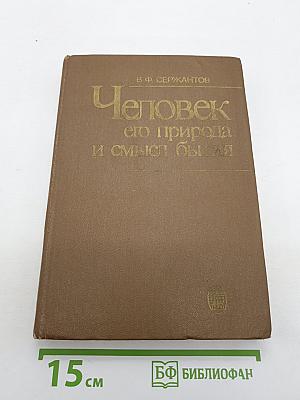 В. Ф. СЕРЖАНТОВ
Человек
его природа
и смысл бытия
15 см
БФ БИБЛИОФАН